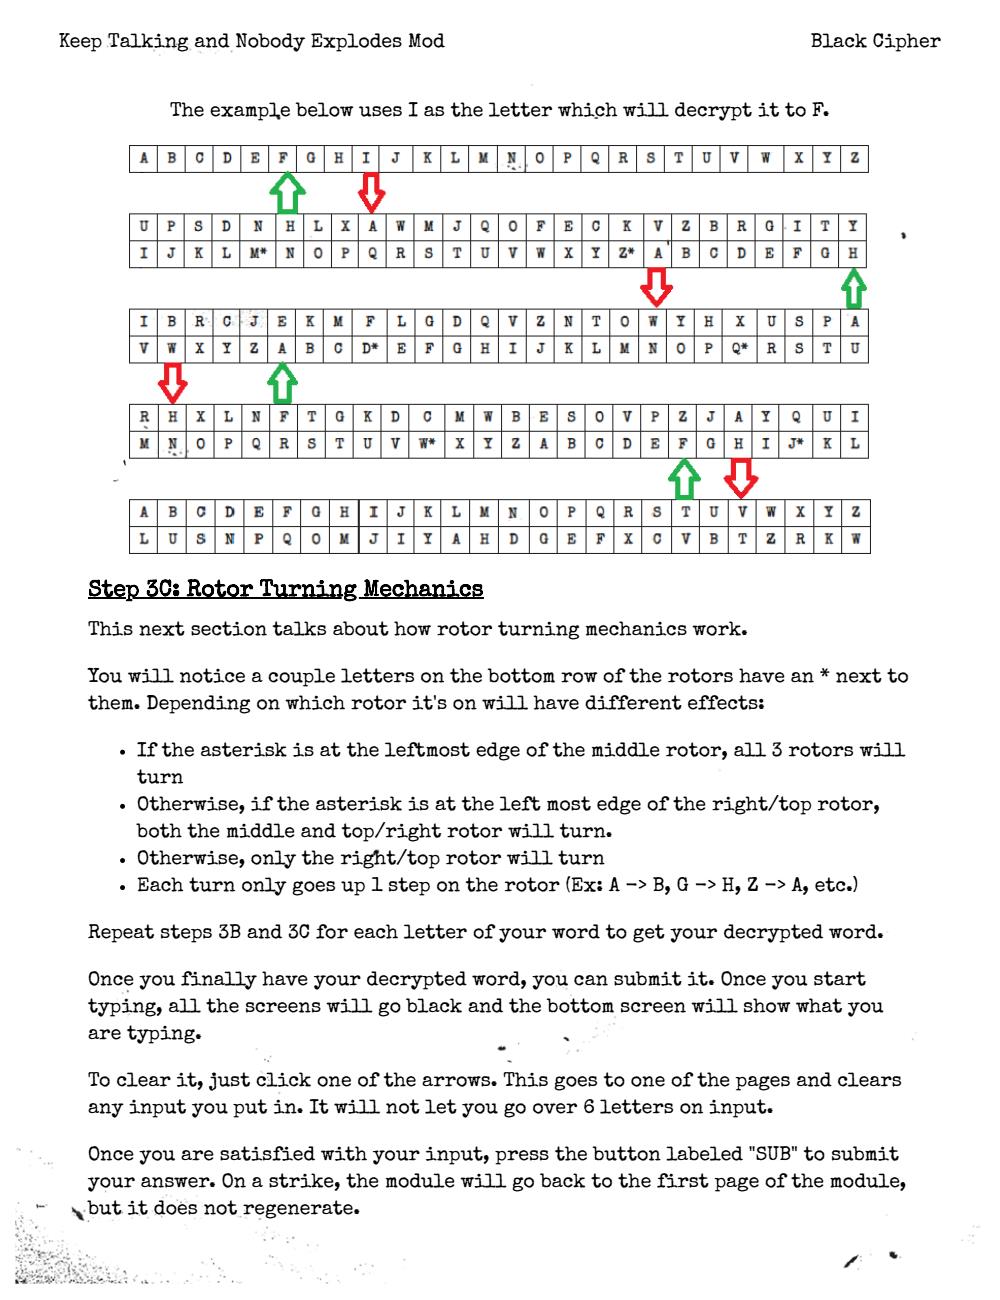 Keep Talking and Nobody Explodes Mod
Black Cipher
The example below uses I as the letter which will decrypt it to F.
A B C D E F G H I J K L M N O P Q R S T U V W X Y Z
U P S D N H L X A W M J Q O F E C K V Z B R G I T Y
I J K L M* N O P Q R S T U V W X Y Z* A B C D E F G H
I B R C J E K M F L G D Q V Z N T O W Y H X U S P A
V W X Y Z A B C D* E F G H I J K L M N O P Q* R S T U
R H X L N F T G K D C M W B E S O V P Z J A Y Q U I
M N O P Q R S T U V W* X Y Z A B C D E F G H I J* K L
A B C D E F G H I J K L M N O P Q R S T U V W X Y Z
L U S N P Q O M J I Y A H D G E F X C V B T Z R K W
Step 3C: Rotor Turning Mechanics
This next section talks about how rotor turning mechanics work.
You will notice a couple letters on the bottom row of the rotors have an * next to
them. Depending on which rotor it's on will have different effects:
• If the asterisk is at the leftmost edge of the middle rotor, all 3 rotors will
turn
• Otherwise, if the asterisk is at the left most edge of the right/top rotor,
both the middle and top/right rotor will turn.
• Otherwise, only the right/top rotor will turn
• Each turn only goes up 1 step on the rotor (Ex: A -> B, G -> H, Z -> A, etc.)
Repeat steps 3B and 3C for each letter of your word to get your decrypted word.
Once you finally have your decrypted word, you can submit it. Once you start
typing, all the screens will go black and the bottom screen will show what you
are typing.
To clear it, just click one of the arrows. This goes to one of the pages and clears
any input you put in. It will not let you go over 6 letters on input.
Once you are satisfied with your input, press the button labeled "SUB" to submit
your answer. On a strike, the module will go back to the first page of the module,
but it does not regenerate.